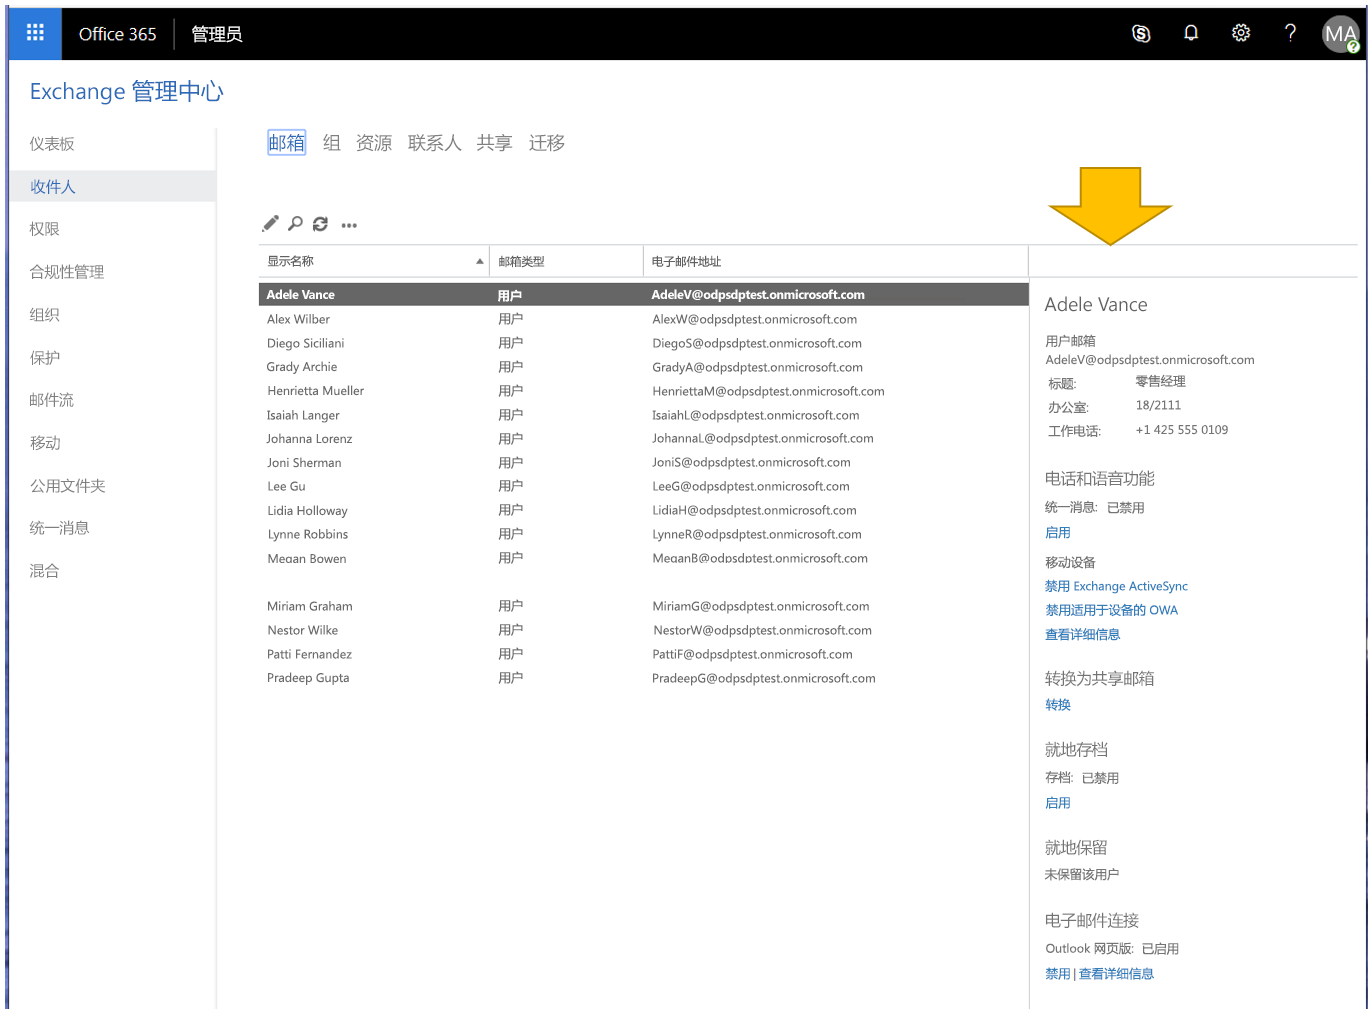 Office 365 管理员 MA
Exchange 管理中心
仪表板
收件人
权限
合规性管理
组织
保护
邮件流
移动
公用文件夹
统一消息
混合
邮箱 组 资源 联系人 共享 迁移
显示名称 邮箱类型 电子邮件地址
Adele Vance 用户 AdeleV@odpsdptest.onmicrosoft.com
Alex Wilber 用户 AlexW@odpsdptest.onmicrosoft.com
Diego Siciliani 用户 DiegoS@odpsdptest.onmicrosoft.com
Grady Archie 用户 GradyA@odpsdptest.onmicrosoft.com
Henrietta Mueller 用户 HenriettaM@odpsdptest.onmicrosoft.com
Isaiah Langer 用户 IsaiahL@odpsdptest.onmicrosoft.com
Johanna Lorenz 用户 JohannaL@odpsdptest.onmicrosoft.com
Joni Sherman 用户 JoniS@odpsdptest.onmicrosoft.com
Lee Gu 用户 LeeG@odpsdptest.onmicrosoft.com
Lidia Holloway 用户 LidiaH@odpsdptest.onmicrosoft.com
Lynne Robbins 用户 LynneR@odpsdptest.onmicrosoft.com
Megan Bowen 用户 MeganB@odpsdptest.onmicrosoft.com
Miriam Graham 用户 MiriamG@odpsdptest.onmicrosoft.com
Nestor Wilke 用户 NestorW@odpsdptest.onmicrosoft.com
Patti Fernandez 用户 PattiF@odpsdptest.onmicrosoft.com
Pradeep Gupta 用户 PradeepG@odpsdptest.onmicrosoft.com
Adele Vance
用户邮箱
AdeleV@odpsdptest.onmicrosoft.com
标题: 零售经理
办公室: 18/2111
工作电话: +1 425 555 0109
电话和语音功能
统一消息: 已禁用
启用
移动设备
禁用 Exchange ActiveSync
禁用适用于设备的 OWA
查看详细信息
转换为共享邮箱
转换
就地存档
存档: 已禁用
启用
就地保留
未保留该用户
电子邮件连接
Outlook 网页版: 已启用
禁用 | 查看详细信息